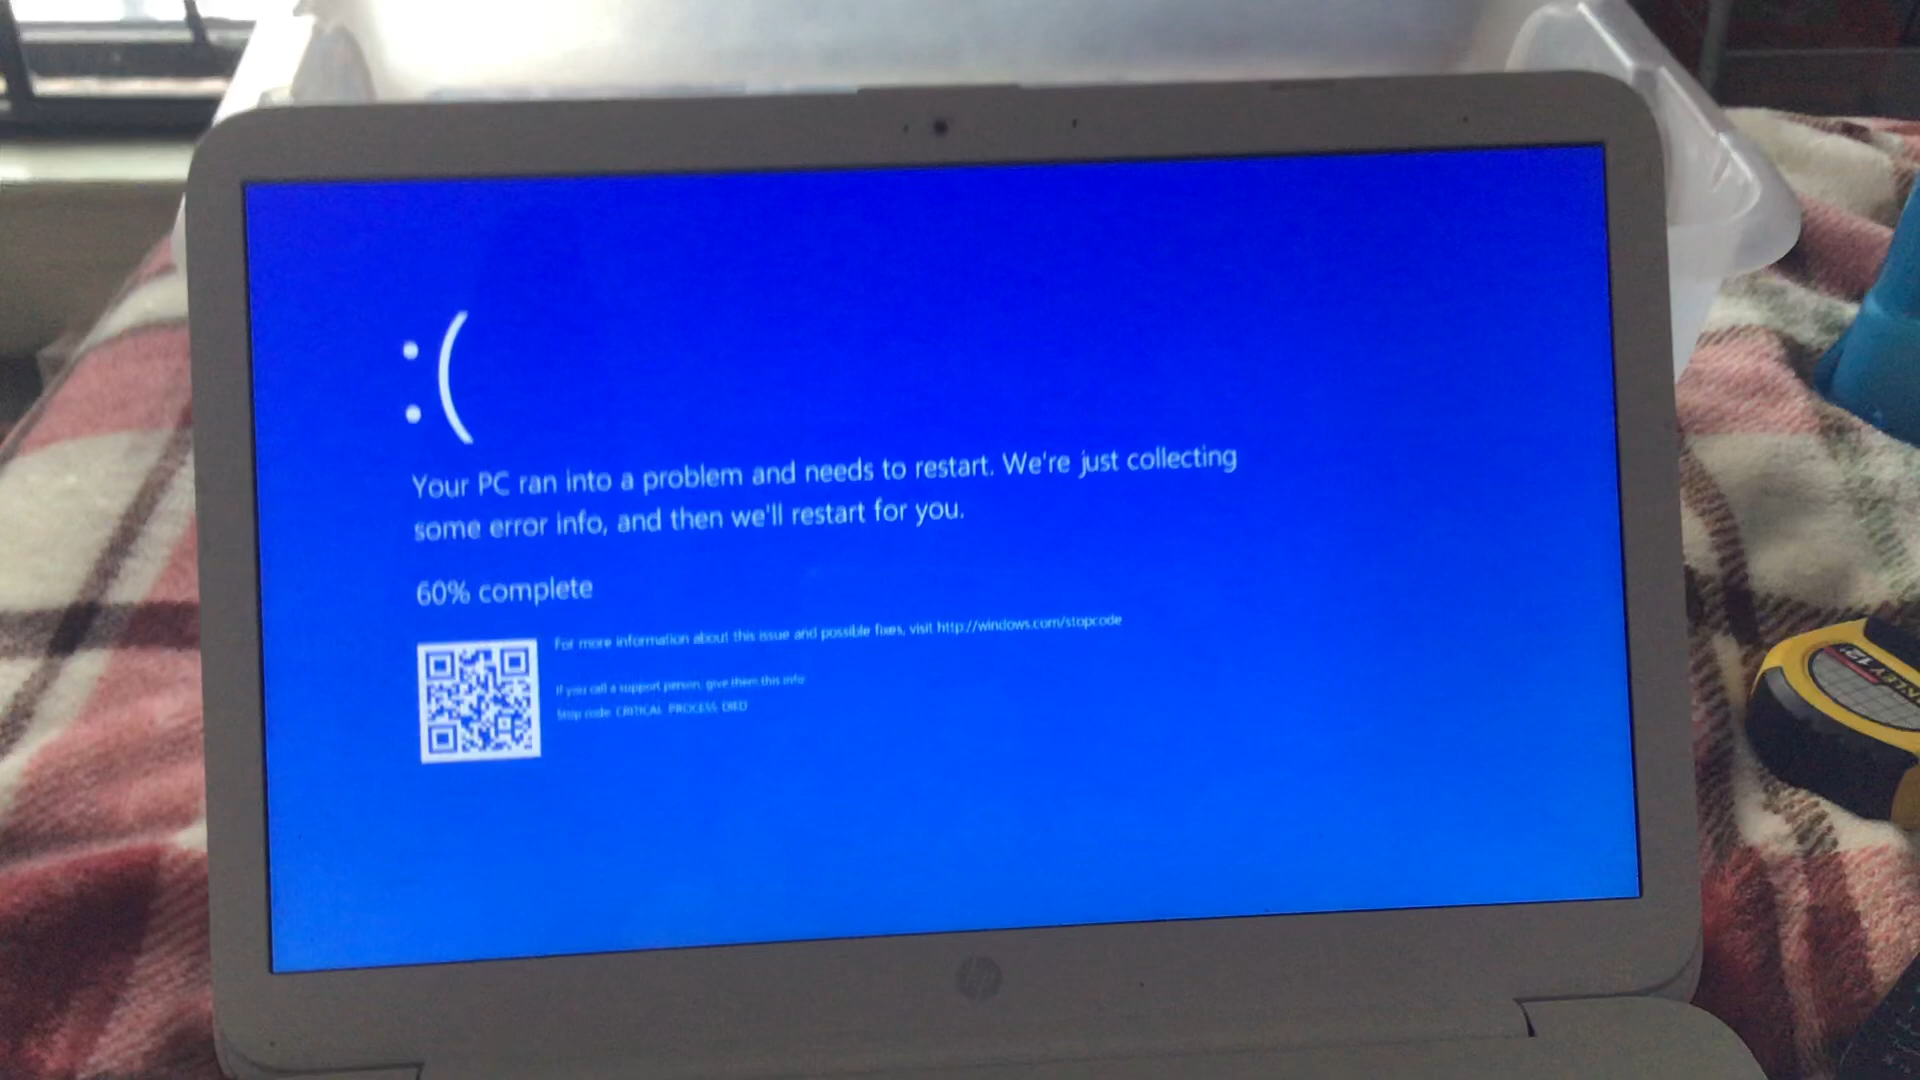 :(
Your PC ran into a problem and needs to restart. We're just collecting
some error info, and then we'll restart for you.
60% complete
For more information about this issue and possible fixes, visit http://windows.com/stopcode
If you call a support person, give them this info:
Stop code: CRITICAL PROCESS DIED
hp